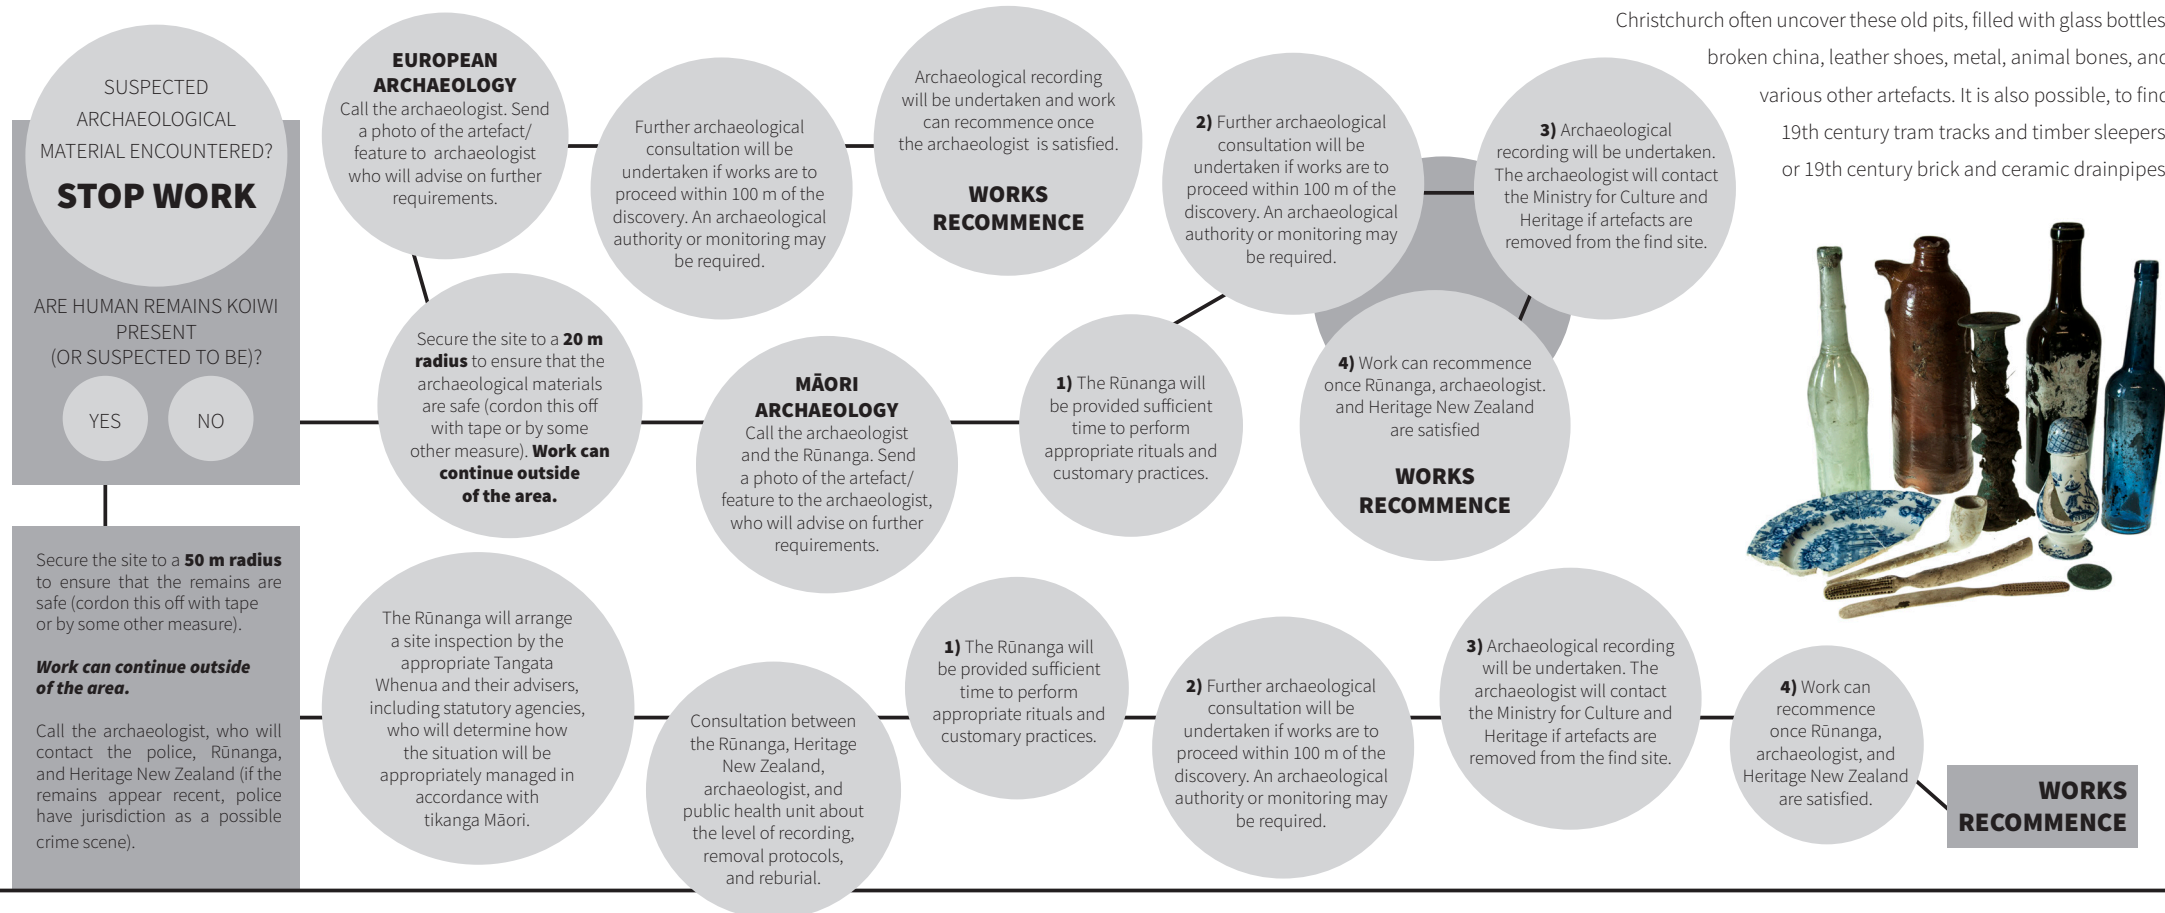 SUSPECTED
ARCHAEOLOGICAL
MATERIAL ENCOUNTERED?
STOP WORK
ARE HUMAN REMAINS KOIWI
PRESENT
(OR SUSPECTED TO BE)?
YES
NO
Secure the site to a 50 m radius
to ensure that the remains are
safe (cordon this off with tape
or by some other measure).
Work can continue outside
of the area.
Call the archaeologist, who will
contact the police, Rūnanga,
and Heritage New Zealand (if the
remains appear recent, police
have jurisdiction as a possible
crime scene).
EUROPEAN
ARCHAEOLOGY
Call the archaeologist. Send
a photo of the artefact/
feature to archaeologist
who will advise on further
requirements.
Further archaeological
consultation will be
undertaken if works are to
proceed within 100 m of the
discovery. An archaeological
authority or monitoring may
be required.
Archaeological recording
will be undertaken and work
can recommence once
the archaeologist is satisfied.
WORKS
RECOMMENCE
Secure the site to a 20 m
radius to ensure that the
archaeological materials
are safe (cordon this off
with tape or by some
other measure). Work can
continue outside
of the area.
MĀORI
ARCHAEOLOGY
Call the archaeologist
and the Rūnanga. Send
a photo of the artefact/
feature to the archaeologist,
who will advise on further
requirements.
1) The Rūnanga will
be provided sufficient
time to perform
appropriate rituals and
customary practices.
2) Further archaeological
consultation will be
undertaken if works are to
proceed within 100 m of the
discovery. An archaeological
authority or monitoring may
be required.
3) Archaeological
recording will be undertaken.
The archaeologist will contact
the Ministry for Culture and
Heritage if artefacts are
removed from the find site.
4) Work can recommence
once Rūnanga, archaeologist.
and Heritage New Zealand
are satisfied
WORKS
RECOMMENCE
The Rūnanga will arrange
a site inspection by the
appropriate Tangata
Whenua and their advisers,
including statutory agencies,
who will determine how
the situation will be
appropriately managed in
accordance with
tikanga Māori.
Consultation between
the Rūnanga, Heritage
New Zealand,
archaeologist, and
public health unit about
the level of recording,
removal protocols,
and reburial.
1) The Rūnanga will
be provided sufficient
time to perform
appropriate rituals and
customary practices.
2) Further archaeological
consultation will be
undertaken if works are to
proceed within 100 m of the
discovery. An archaeological
authority or monitoring may
be required.
3) Archaeological recording
will be undertaken. The
archaeologist will contact
the Ministry for Culture and
Heritage if artefacts are
removed from the find site.
4) Work can
recommence
once Rūnanga,
archaeologist, and
Heritage New Zealand
are satisfied.
WORKS
RECOMMENCE
Christchurch often uncover these old pits, filled with glass bottles
broken china, leather shoes, metal, animal bones, and
various other artefacts. It is also possible, to find
19th century tram tracks and timber sleepers
or 19th century brick and ceramic drainpipes